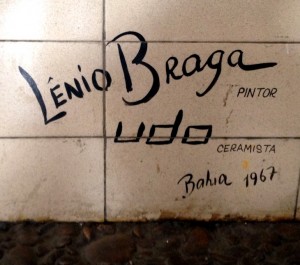 Lênio Braga
PINTOR
udo
CERAMISTA
Bahia 1967